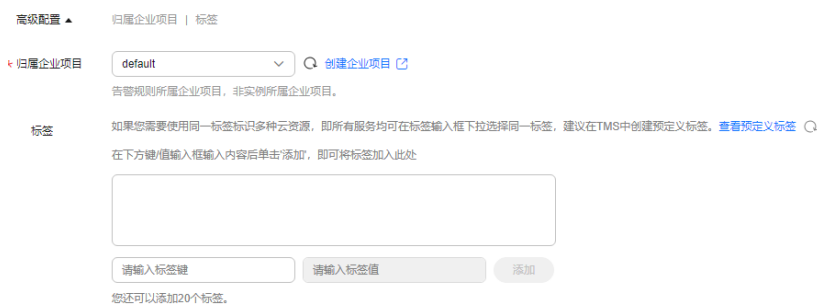 高级配置 ▲ 归属企业项目 | 标签
* 归属企业项目 default 创建企业项目
告警规则所属企业项目，非实例所属企业项目。
标签 如果您需要使用同一标签标识多种云资源，即所有服务均可在标签输入框下拉选择同一标签，建议在TMS中创建预定义标签。查看预定义标签
在下方键/值输入框输入内容后单击'添加'，即可将标签加入此处
请输入标签键 请输入标签值 添加
您还可以添加20个标签。